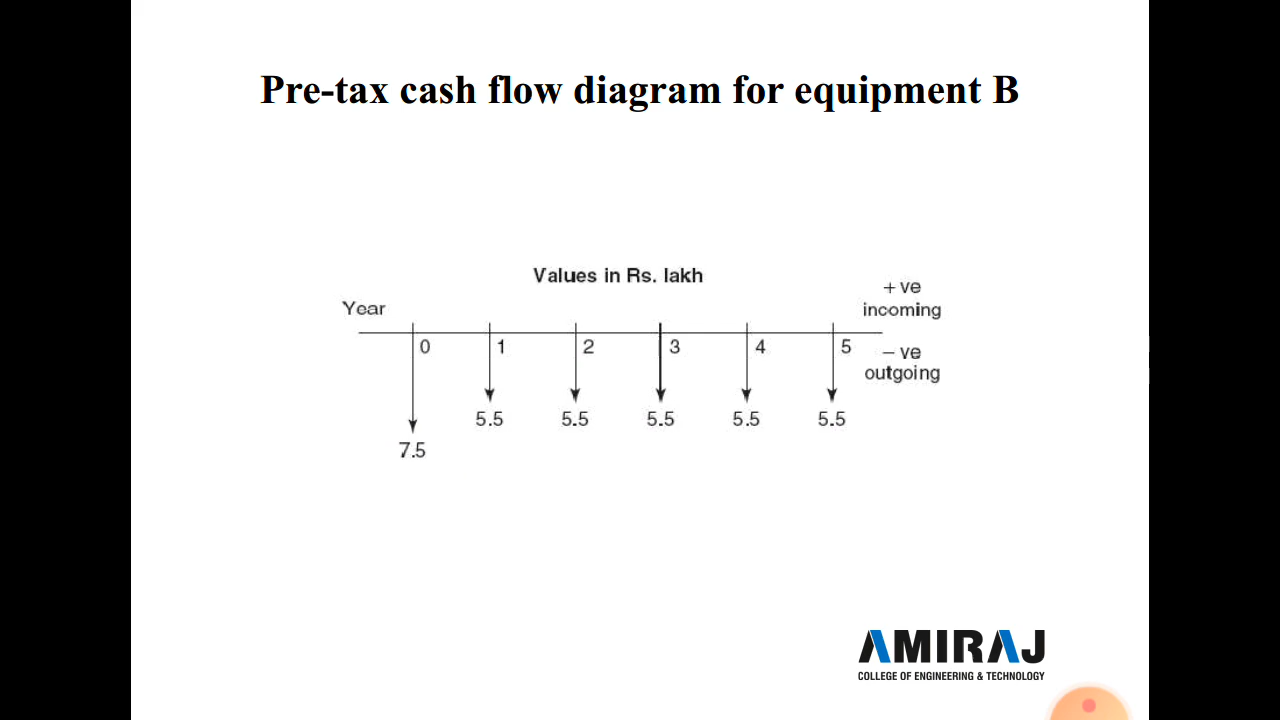 Pre-tax cash flow diagram for equipment B
Values in Rs. lakh
+ ve
incoming
Year
0 1 2 3 4 5
– ve
outgoing
5.5 5.5 5.5 5.5 5.5
7.5
AMIRAJ
COLLEGE OF ENGINEERING & TECHNOLOGY